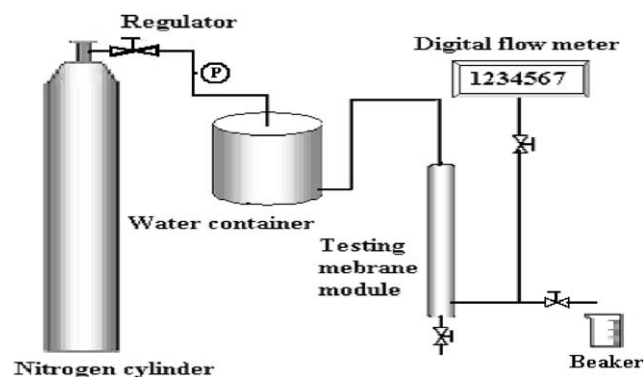 Regulator
Digital flow meter
1234567
P
Water container
Testing
mebrane
module
Nitrogen cylinder
Beaker